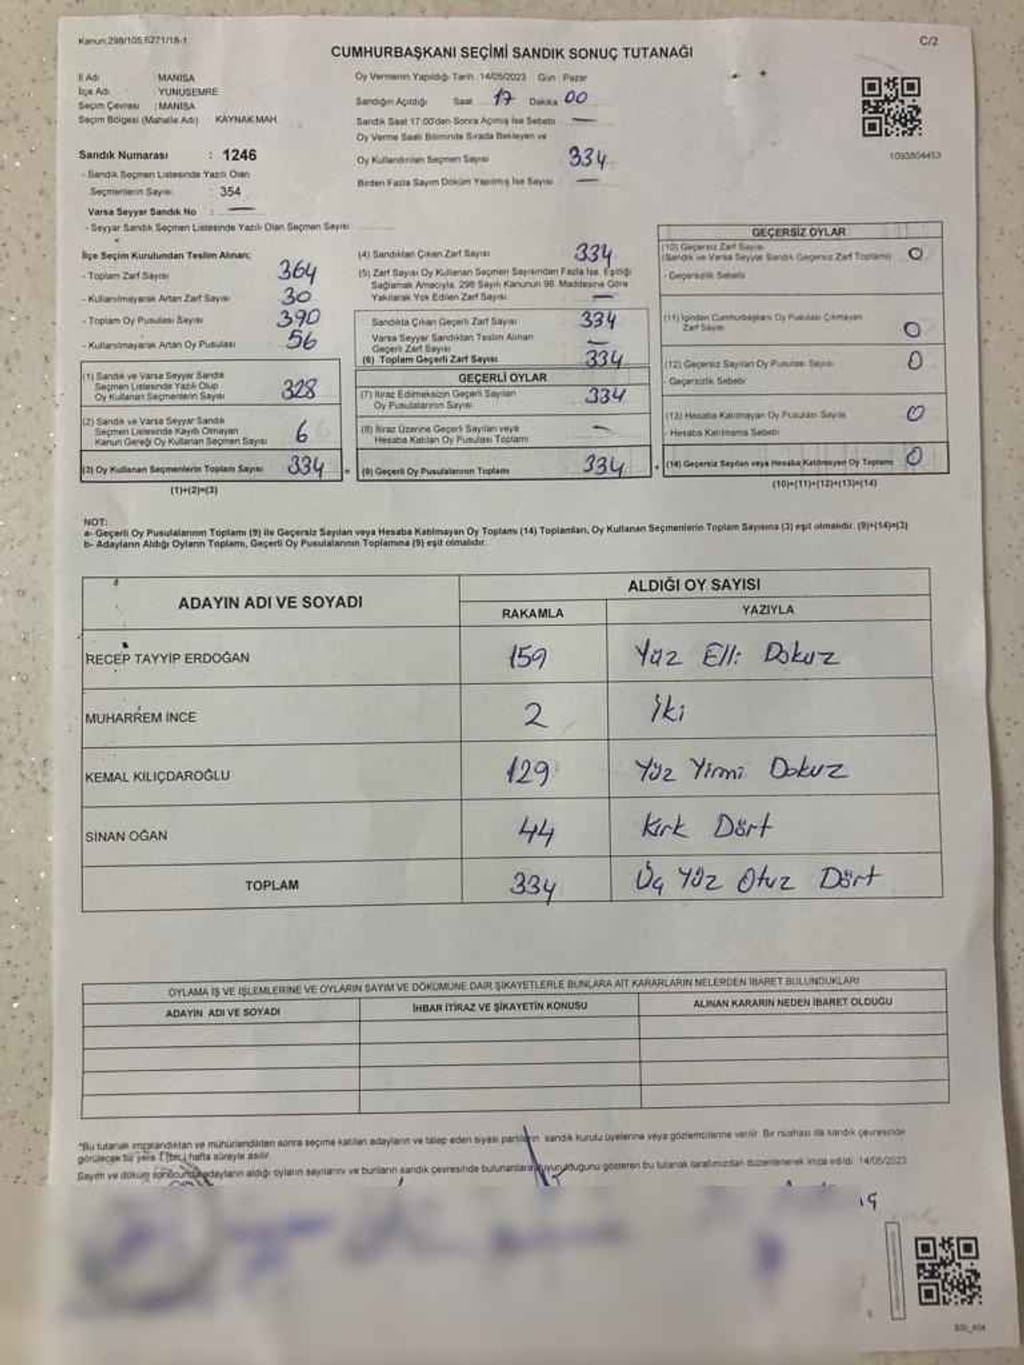 Kanun:298/105,6271/18-1
C/2
CUMHURBAŞKANI SEÇİMİ SANDIK SONUÇ TUTANAĞI
İl Adı : MANİSA
İlçe Adı : YUNUSEMRE
Seçim Çevresi : MANİSA
Seçim Bölgesi (Mahalle Adı) KAYNAK MAH.
Sandık Numarası : 1246
- Sandık Seçmen Listesinde Yazılı Olan
Seçmenlerin Sayısı : 354
Varsa Seyyar Sandık No : —
- Seyyar Sandık Seçmen Listesinde Yazılı Olan Seçmen Sayısı
Oy Vermenin Yapıldığı Tarih : 14/05/2023 Gün : Pazar
Sandığın Açıldığı Saat 17 Dakika 00
Sandık Saat 17:00'den Sonra Açılmış İse Sebebi —
Oy Verme Saati Bitiminde Sırada Bekleyen ve
Oy Kullandırılan Seçmen Sayısı 334
Birden Fazla Sayım Döküm Yapılmış İse Sayısı —
1093804453
İlçe Seçim Kurulundan Teslim Alınan;
- Toplam Zarf Sayısı 364
- Kullanılmayarak Artan Zarf Sayısı 30
- Toplam Oy Pusulası Sayısı 390
- Kullanılmayarak Artan Oy Pusulası 56
(1) Sandık ve Varsa Seyyar Sandık
Seçmen Listesinde Yazılı Olup
Oy Kullanan Seçmenlerin Sayısı 328
(2) Sandık ve Varsa Seyyar Sandık
Seçmen Listesinde Kayıtlı Olmayan
Kanun Gereği Oy Kullanan Seçmen Sayısı 6
(3) Oy Kullanan Seçmenlerin Toplam Sayısı 334
(1)+(2)=(3)
(4) Sandıktan Çıkan Zarf Sayısı 334
(5) Zarf Sayısı Oy Kullanan Seçmen Sayısından Fazla İse, Eşitliği
Sağlamak Amacıyla, 298 Sayılı Kanunun 98. Maddesine Göre
Yakılarak Yok Edilen Zarf Sayısı —
Sandıkta Çıkan Geçerli Zarf Sayısı 334
Varsa Seyyar Sandıktan Teslim Alınan
Geçerli Zarf Sayısı —
(6) Toplam Geçerli Zarf Sayısı 334
GEÇERLİ OYLAR
(7) İtiraz Edilmeksizin Geçerli Sayılan
Oy Pusulalarının Sayısı 334
(8) İtiraz Üzerine Geçerli Sayılan veya
Hesaba Katılan Oy Pusulası Toplamı —
(9) Geçerli Oy Pusulalarının Toplamı 334
GEÇERSİZ OYLAR
(10) Geçersiz Zarf Sayısı
(Sandık ve Varsa Seyyar Sandık Geçersiz Zarf Toplamı) 0
- Geçersizlik Sebebi
(11) İçinden Cumhurbaşkanı Oy Pusulası Çıkmayan
Zarf Sayısı 0
(12) Geçersiz Sayılan Oy Pusulası Sayısı 0
- Geçersizlik Sebebi
(13) Hesaba Katılmayan Oy Pusulası Sayısı 0
- Hesaba Katılmama Sebebi
(14) Geçersiz Sayılan veya Hesaba Katılmayan Oy Toplamı 0
(10)+(11)+(12)+(13)=(14)
NOT:
a- Geçerli Oy Pusulalarının Toplamı (9) ile Geçersiz Sayılan veya Hesaba Katılmayan Oy Toplamı (14) Toplamları, Oy Kullanan Seçmenlerin Toplam Sayısına (3) eşit olmalıdır. (9)+(14)=(3)
b- Adayların Aldığı Oyların Toplamı, Geçerli Oy Pusulalarının Toplamına (9) eşit olmalıdır.
ADAYIN ADI VE SOYADI
ALDIĞI OY SAYISI
RAKAMLA YAZIYLA
RECEP TAYYİP ERDOĞAN 159 Yüz Elli Dokuz
MUHARREM İNCE 2 İki
KEMAL KILIÇDAROĞLU 129 Yüz Yirmi Dokuz
SİNAN OĞAN 44 Kırk Dört
TOPLAM 334 Üç Yüz Otuz Dört
OYLAMA İŞ VE İŞLEMLERİNE VE OYLARIN SAYIM VE DÖKÜMÜNE DAİR ŞİKAYETLERLE BUNLARA AİT KARARLARIN NELERDEN İBARET BULUNDUKLARI
ADAYIN ADI VE SOYADI İHBAR İTİRAZ VE ŞİKAYETİN KONUSU ALINAN KARARIN NEDEN İBARET OLDUĞU
*Bu tutanak imzalandıktan ve mühürlendikten sonra seçime katılan adayların ve talep eden siyasi partilerin sandık kurulu üyelerine veya gözlemcilerine verilir. Bir nüshası da sandık çevresinde
görülecek bir yere 1 (bir) hafta süreyle asılır.
Sayım ve döküm sonucunda adayların aldığı oyların sayılarını ve bunların sandık çevresinde bulunanlara duyurulduğunu gösteren bu tutanak tarafımızdan düzenlenerek imza edildi. 14/05/2023
19